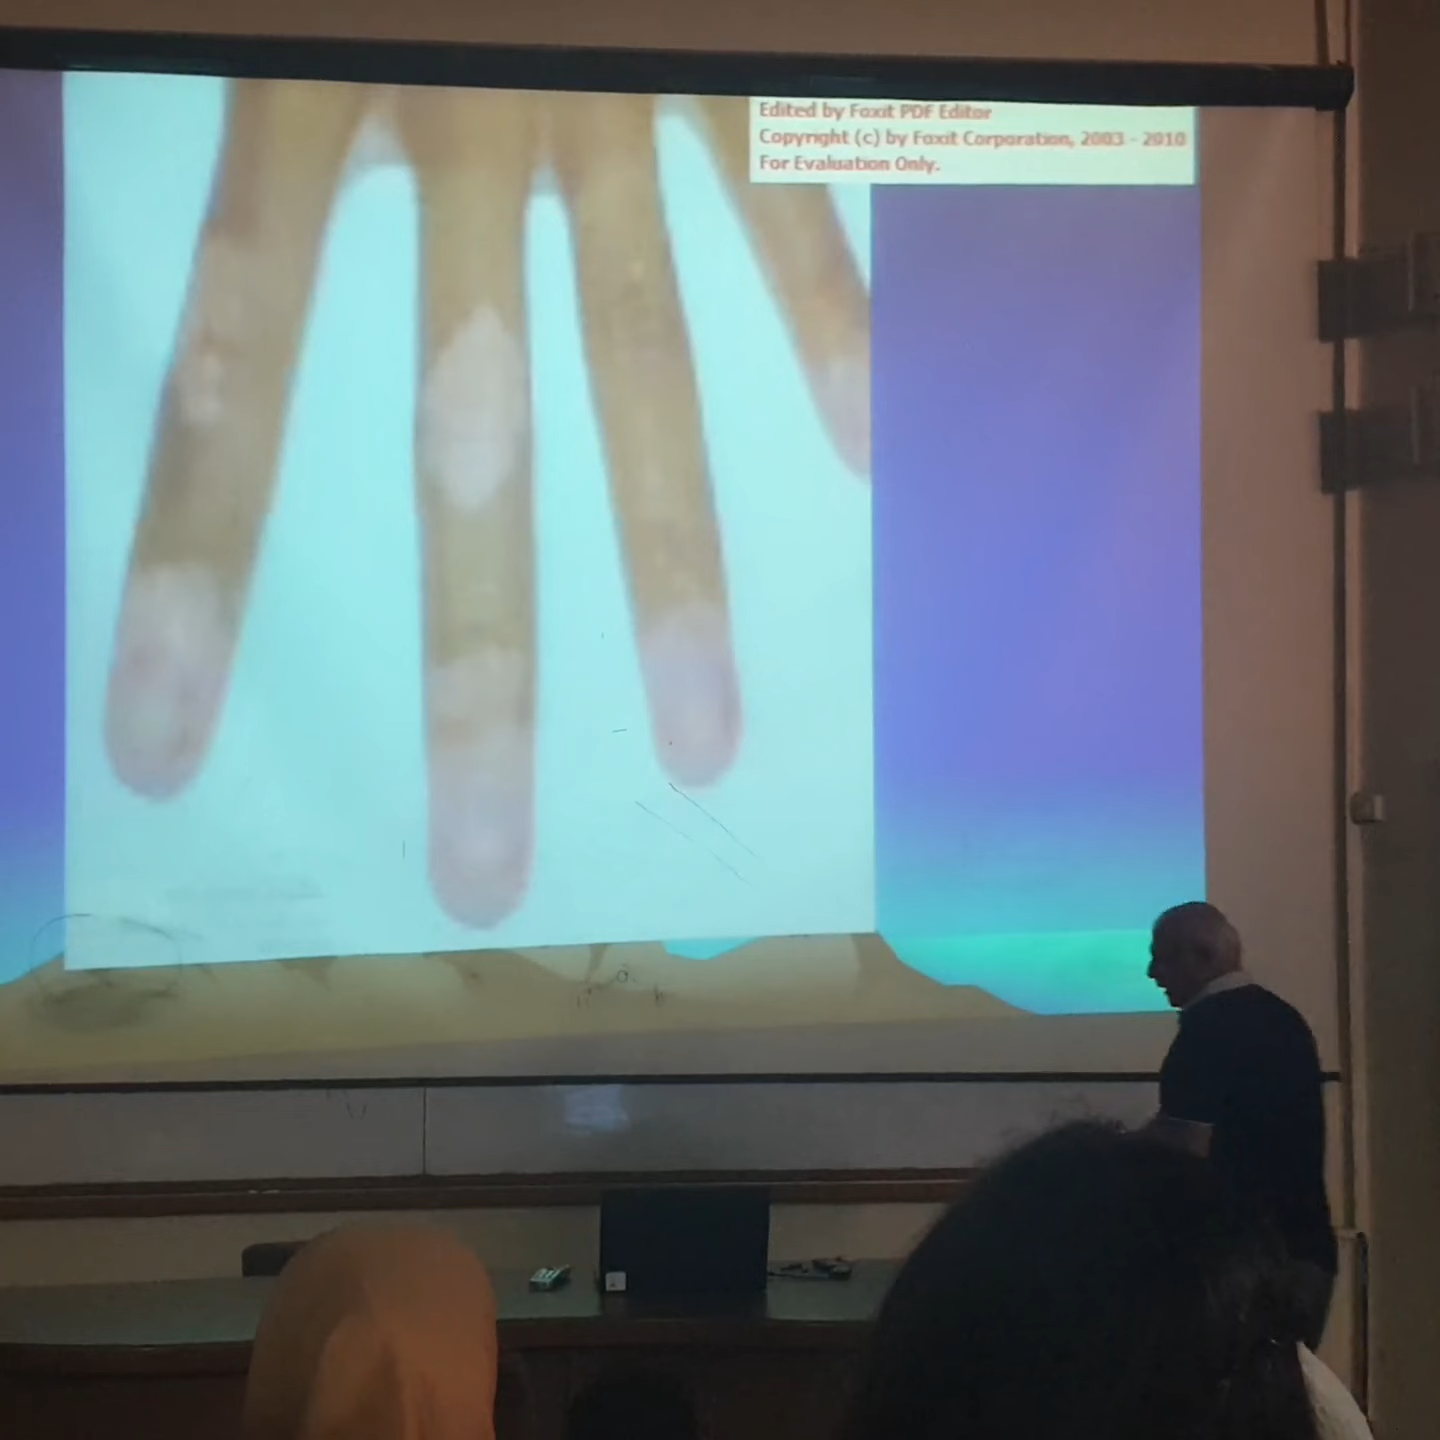 Edited by Foxit PDF Editor
Copyright (c) by Foxit Corporation, 2003 - 2010
For Evaluation Only.